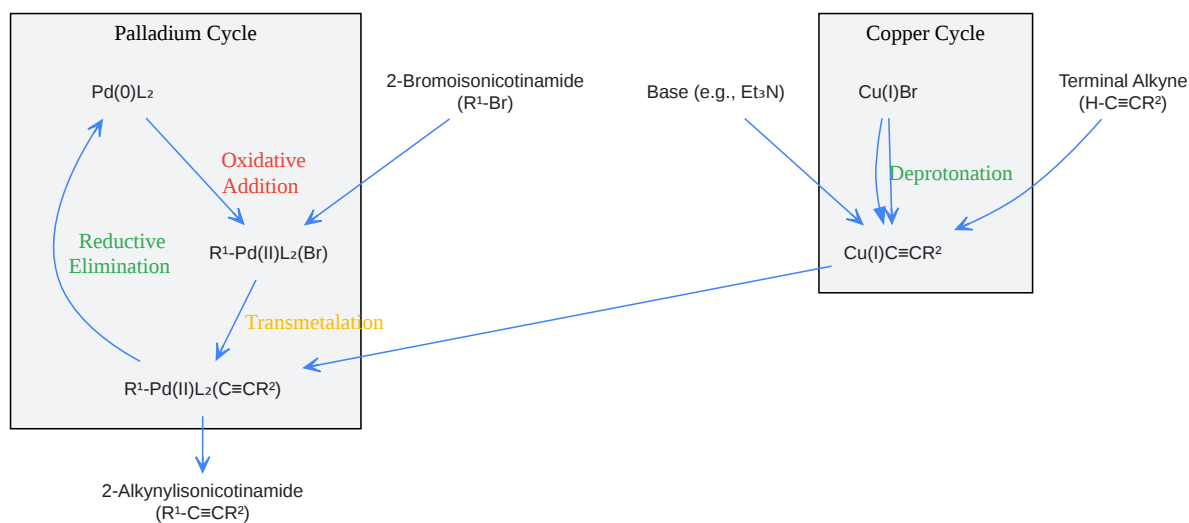 Palladium Cycle
Copper Cycle
Pd(0)L₂
2-Bromoisonicotinamide
(R¹-Br)
Base (e.g., Et₃N)
Cu(I)Br
Terminal Alkyne
(H-C≡CR²)
Oxidative
Addition
Deprotonation
Reductive
Elimination
R¹-Pd(II)L₂(Br)
Cu(I)C≡CR²
Transmetalation
R¹-Pd(II)L₂(C≡CR²)
2-Alkynylisonicotinamide
(R¹-C≡CR²)